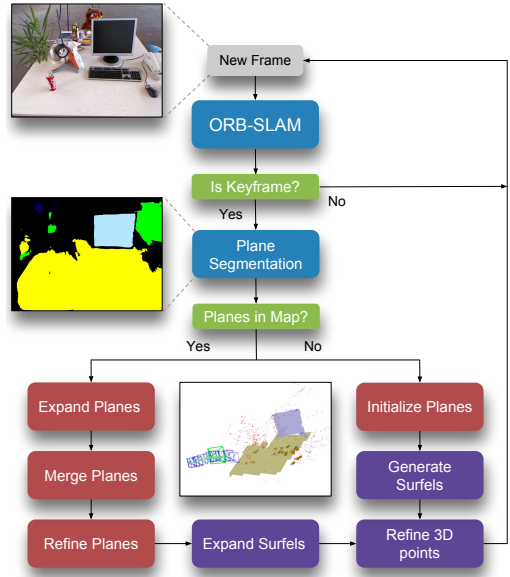 New Frame
ORB-SLAM
Is Keyframe?
No
Yes
Plane
Segmentation
Planes in Map?
Yes
No
Expand Planes
Initialize Planes
Merge Planes
Generate
Surfels
Refine Planes
Expand Surfels
Refine 3D
points